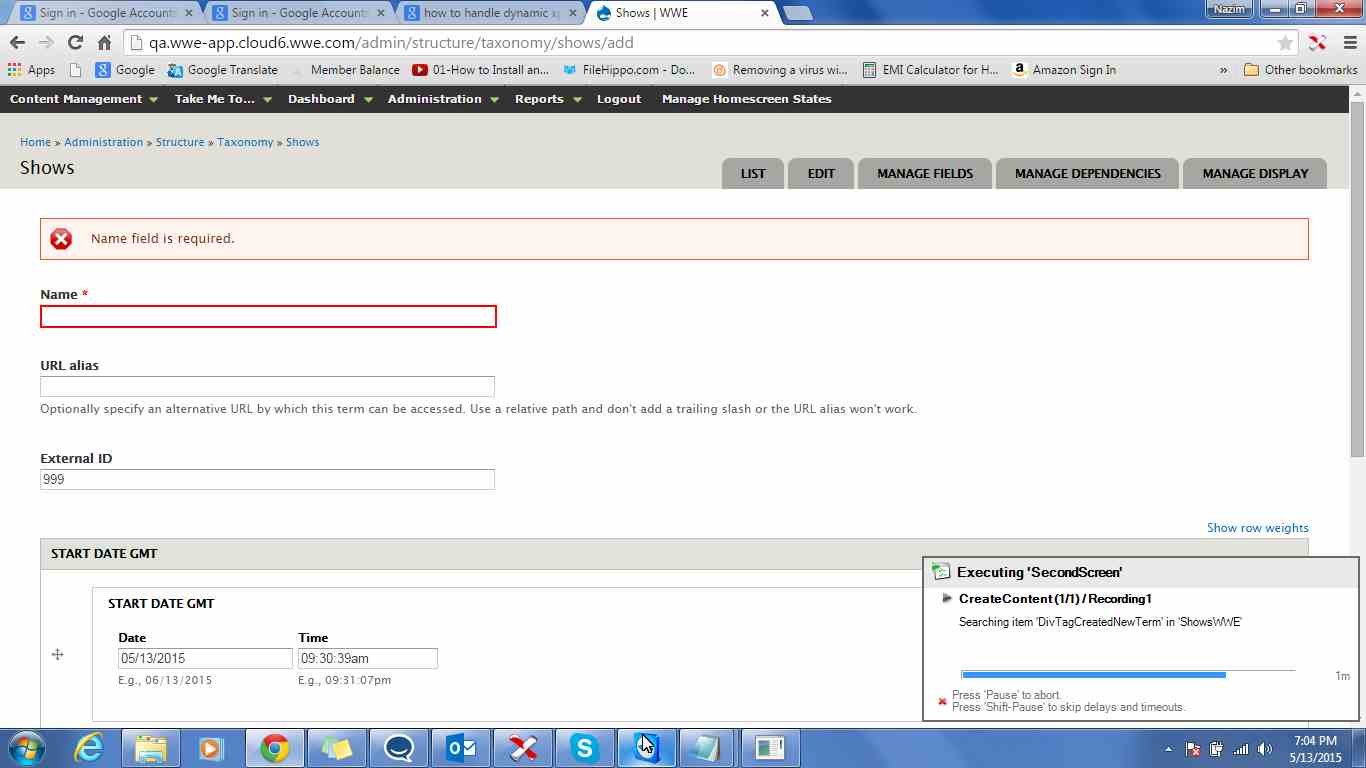 Sign in - Google Accounts
Sign in - Google Accounts
how to handle dynamic xp
Shows | WWE
Nazim
qa.wwe-app.cloud6.wwe.com/admin/structure/taxonomy/shows/add
Apps
Google
Google Translate
Member Balance
01-How to Install an...
FileHippo.com - Do...
Removing a virus wi...
EMI Calculator for H...
Amazon Sign In
»
Other bookmarks
Content Management
Take Me To...
Dashboard
Administration
Reports
Logout
Manage Homescreen States
Home » Administration » Structure » Taxonomy » Shows
Shows
LIST
EDIT
MANAGE FIELDS
MANAGE DEPENDENCIES
MANAGE DISPLAY
Name field is required.
Name *
URL alias
Optionally specify an alternative URL by which this term can be accessed. Use a relative path and don't add a trailing slash or the URL alias won't work.
External ID
999
Show row weights
START DATE GMT
START DATE GMT
Date
Time
05/13/2015
09:30:39am
E.g., 06/13/2015
E.g., 09:31:07pm
Executing 'SecondScreen'
CreateContent (1/1) / Recording1
Searching item 'DivTagCreatedNewTerm' in 'ShowsWWE'
1m
Press 'Pause' to abort.
Press 'Shift-Pause' to skip delays and timeouts.
7:04 PM
5/13/2015